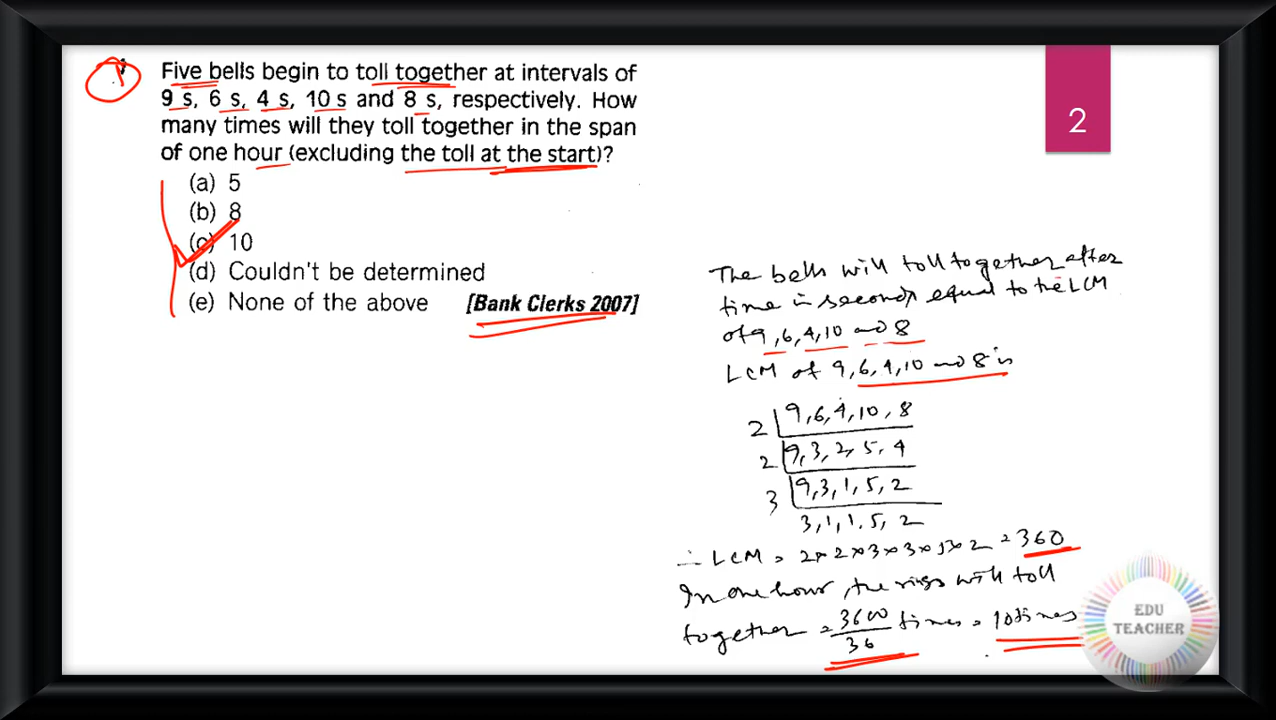 Five bells begin to toll together at intervals of
9 s, 6 s, 4 s, 10 s and 8 s, respectively. How
many times will they toll together in the span
of one hour (excluding the toll at the start)?
(a) 5
(b) 8
(c) 10
(d) Couldn't be determined
(e) None of the above [Bank Clerks 2007]
2
The bells will toll together after
time in seconds equal to the LCM
of 9, 6, 4, 10 and 8
LCM of 9, 6, 4, 10 and 8 is
2 9, 6, 4, 10, 8
2 9, 3, 2, 5, 4
3 9, 3, 1, 5, 2
3, 1, 1, 5, 2
∴ LCM = 2 × 2 × 3 × 3 × 5 × 2 = 360
In one hour, the rings will toll
together = 3600/36 times = 10 times
EDU
TEACHER